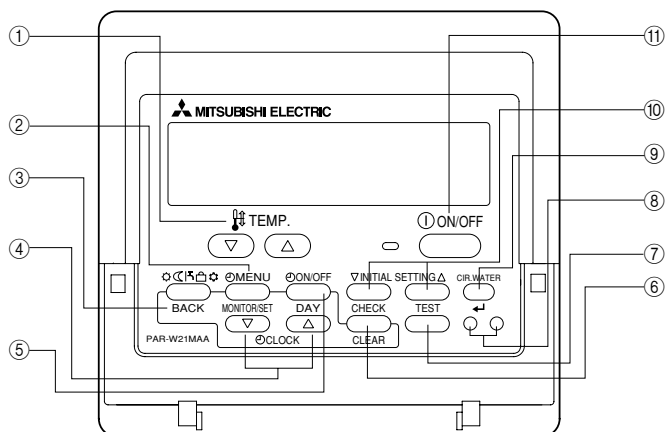 ① ⑪
MITSUBISHI ELECTRIC
② ⑩
③ ⑨
④ ⑧
⑤ ⑦
⑥
TEMP. ON/OFF
MENU ON/OFF ▽INITIAL SETTING△ CIR.WATER
BACK MONITOR/SET DAY CHECK TEST
▽ △
PAR-W21MAA CLOCK CLEAR